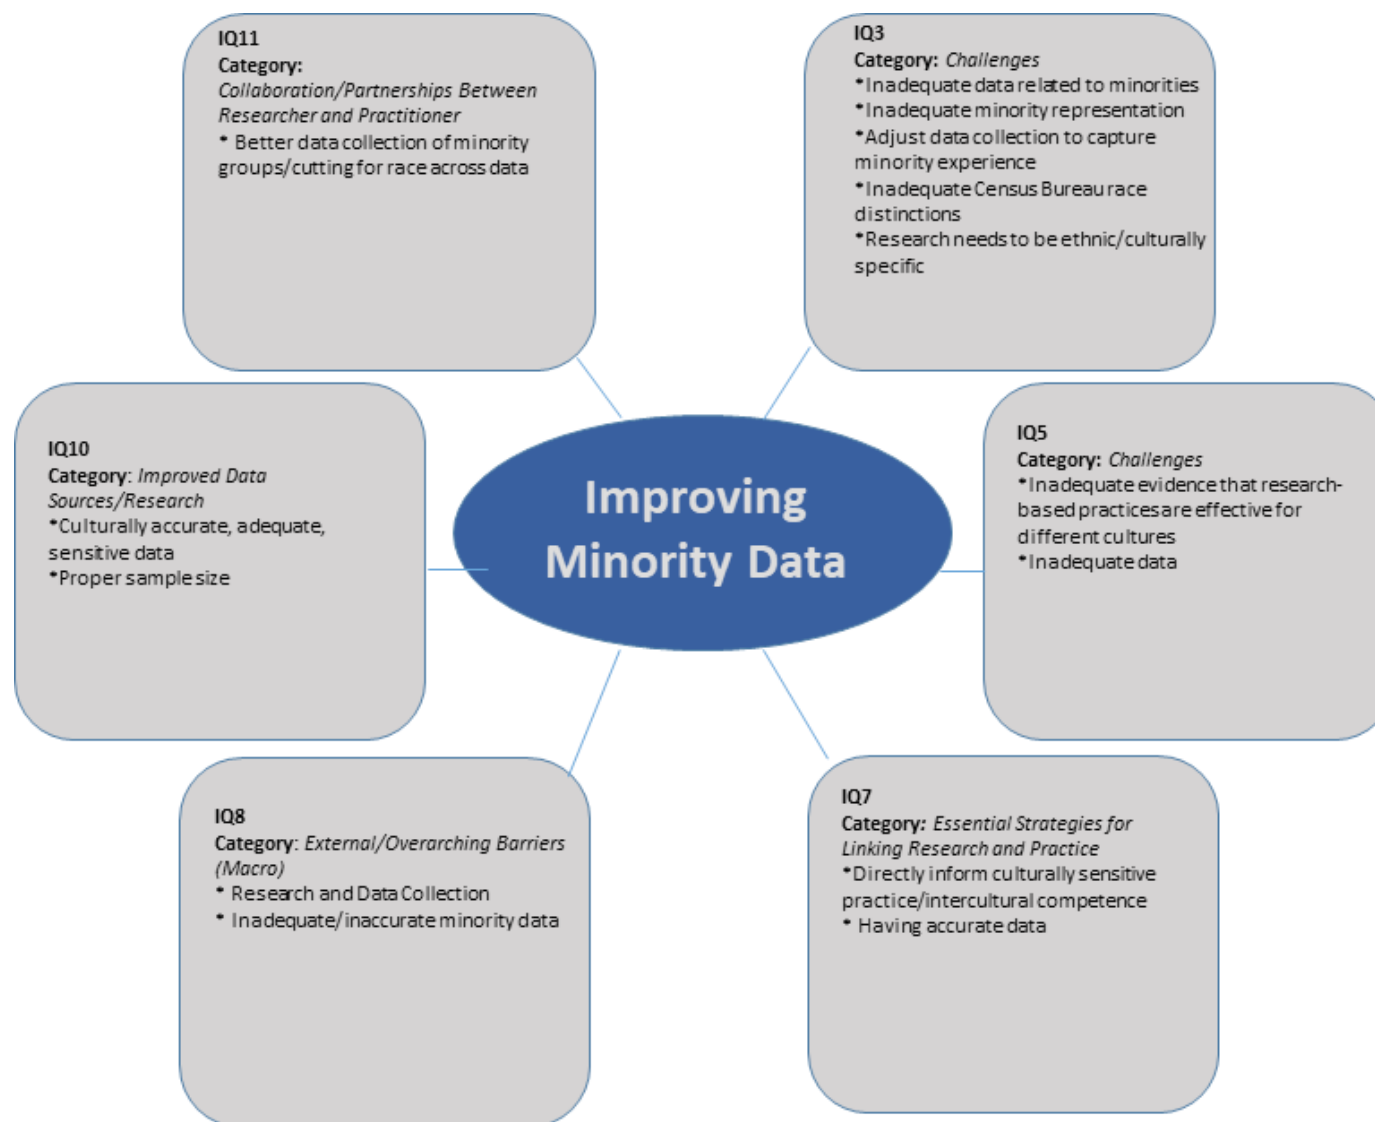 IQ11
Category:
Collaboration/Partnerships Between
Researcher and Practitioner
* Better data collection of minority
groups/cutting for race across data
IQ3
Category: Challenges
*Inadequate data related to minorities
*Inadequate minority representation
*Adjust data collection to capture
minority experience
*Inadequate Census Bureau race
distinctions
*Research needs to be ethnic/culturally
specific
IQ10
Category: Improved Data
Sources/Research
*Culturally accurate, adequate,
sensitive data
*Proper sample size
Improving
Minority Data
IQ5
Category: Challenges
*Inadequate evidence that research-
based practices are effective for
different cultures
*Inadequate data
IQ8
Category: External/Overarching Barriers
(Macro)
* Research and Data Collection
* Inadequate/inaccurate minority data
IQ7
Category: Essential Strategies for
Linking Research and Practice
*Directly inform culturally sensitive
practice/intercultural competence
* Having accurate data